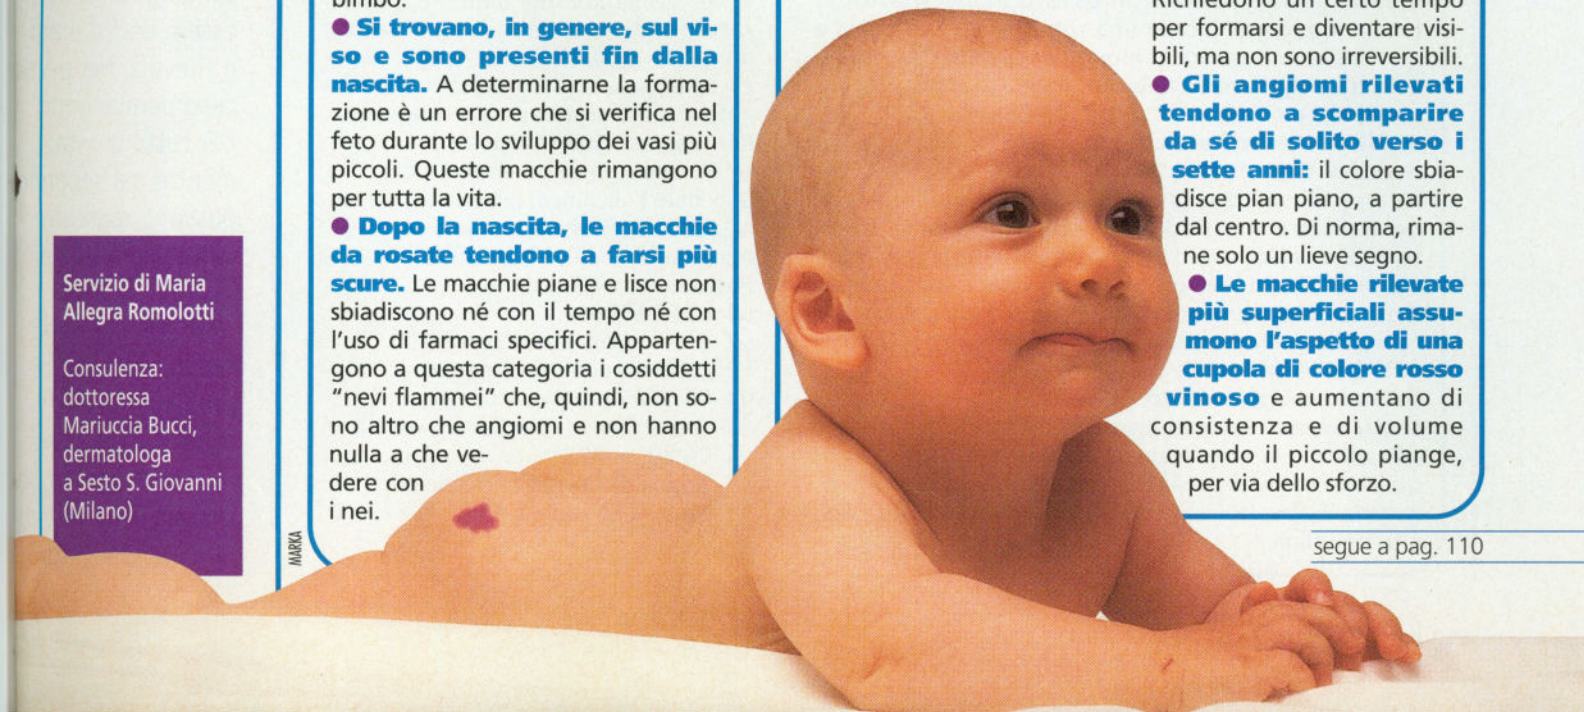 Servizio di Maria
Allegra Romolotti
Consulenza:
dottoressa
Mariuccia Bucci,
dermatologa
a Sesto S. Giovanni
(Milano)
MARKA
bimbo.
● Si trovano, in genere, sul vi-
so e sono presenti fin dalla
nascita. A determinarne la forma-
zione è un errore che si verifica nel
feto durante lo sviluppo dei vasi più
piccoli. Queste macchie rimangono
per tutta la vita.
● Dopo la nascita, le macchie
da rosate tendono a farsi più
scure. Le macchie piane e lisce non
sbiadiscono né con il tempo né con
l'uso di farmaci specifici. Apparten-
gono a questa categoria i cosiddetti
“nevi flammei” che, quindi, non so-
no altro che angiomi e non hanno
nulla a che ve-
dere con
i nei.
Richiedono un certo tempo
per formarsi e diventare visi-
bili, ma non sono irreversibili.
● Gli angiomi rilevati
tendono a scomparire
da sé di solito verso i
sette anni: il colore sbia-
disce pian piano, a partire
dal centro. Di norma, rima-
ne solo un lieve segno.
● Le macchie rilevate
più superficiali assu-
mono l'aspetto di una
cupola di colore rosso
vinoso e aumentano di
consistenza e di volume
quando il piccolo piange,
per via dello sforzo.
segue a pag. 110